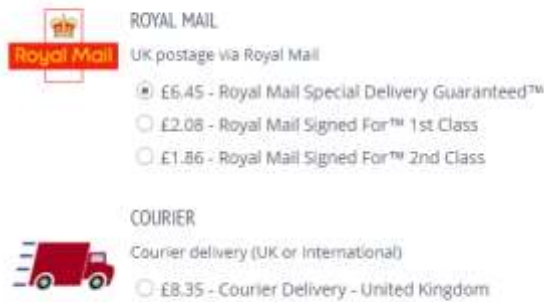 ROYAL MAIL
Royal Mail
UK postage via Royal Mail
£6.45 - Royal Mail Special Delivery Guaranteed™
£2.08 - Royal Mail Signed For™ 1st Class
£1.86 - Royal Mail Signed For™ 2nd Class
COURIER
Courier delivery (UK or International)
£8.35 - Courier Delivery - United Kingdom